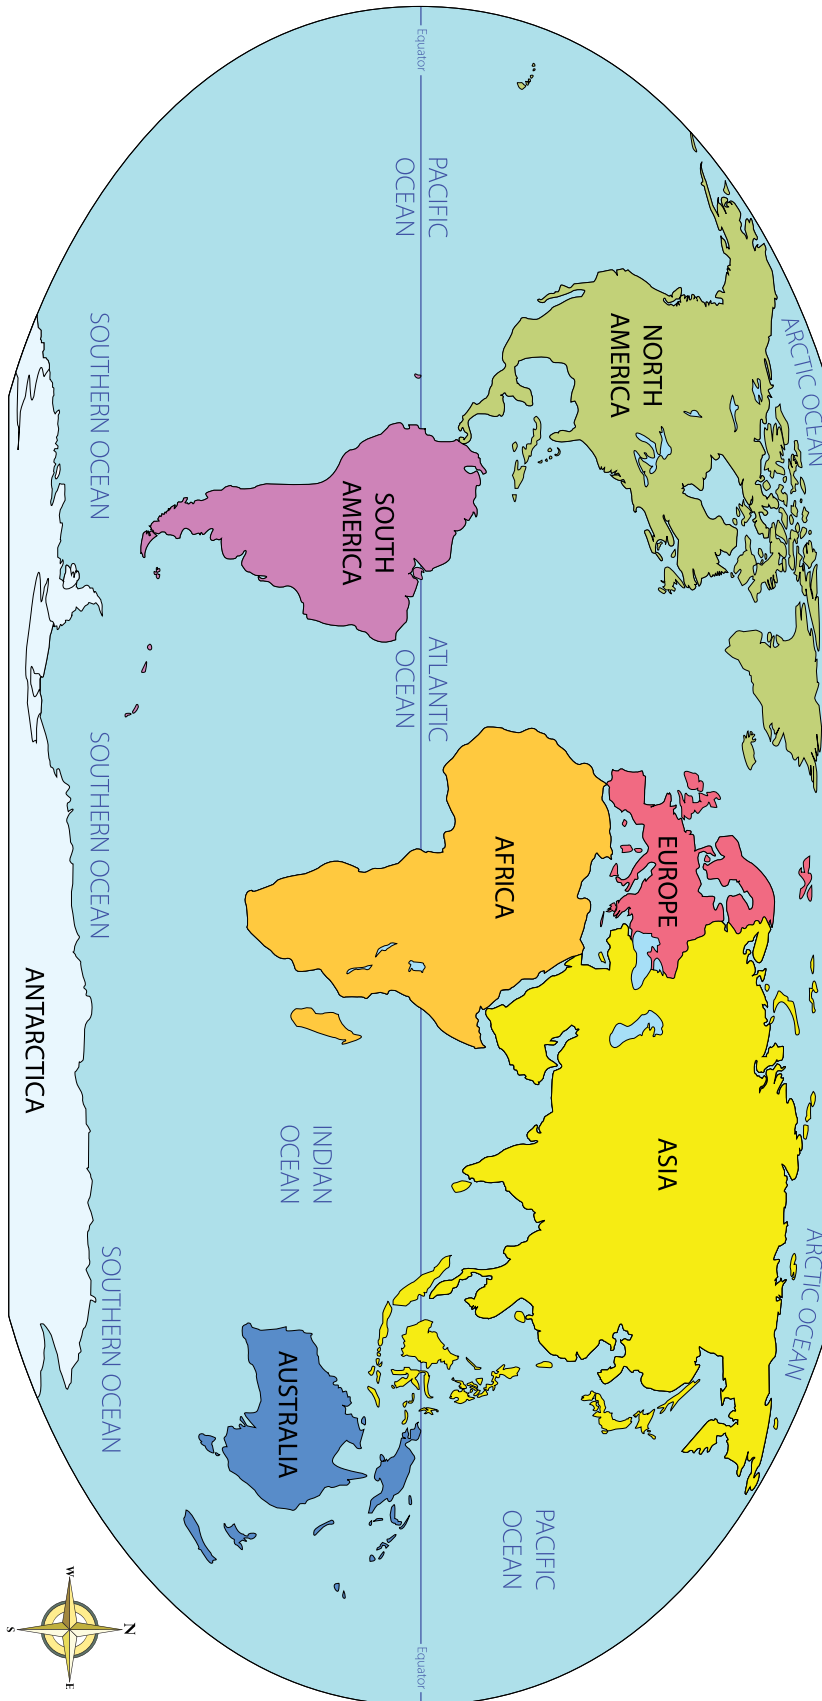 ARCTIC OCEAN
ARCTIC OCEAN
NORTH
AMERICA
EUROPE
ASIA
PACIFIC
OCEAN
AFRICA
Equator
PACIFIC
OCEAN
ATLANTIC
OCEAN
Equator
SOUTH
AMERICA
INDIAN
OCEAN
AUSTRALIA
SOUTHERN OCEAN
SOUTHERN OCEAN
SOUTHERN OCEAN
ANTARCTICA
N
W
E
S